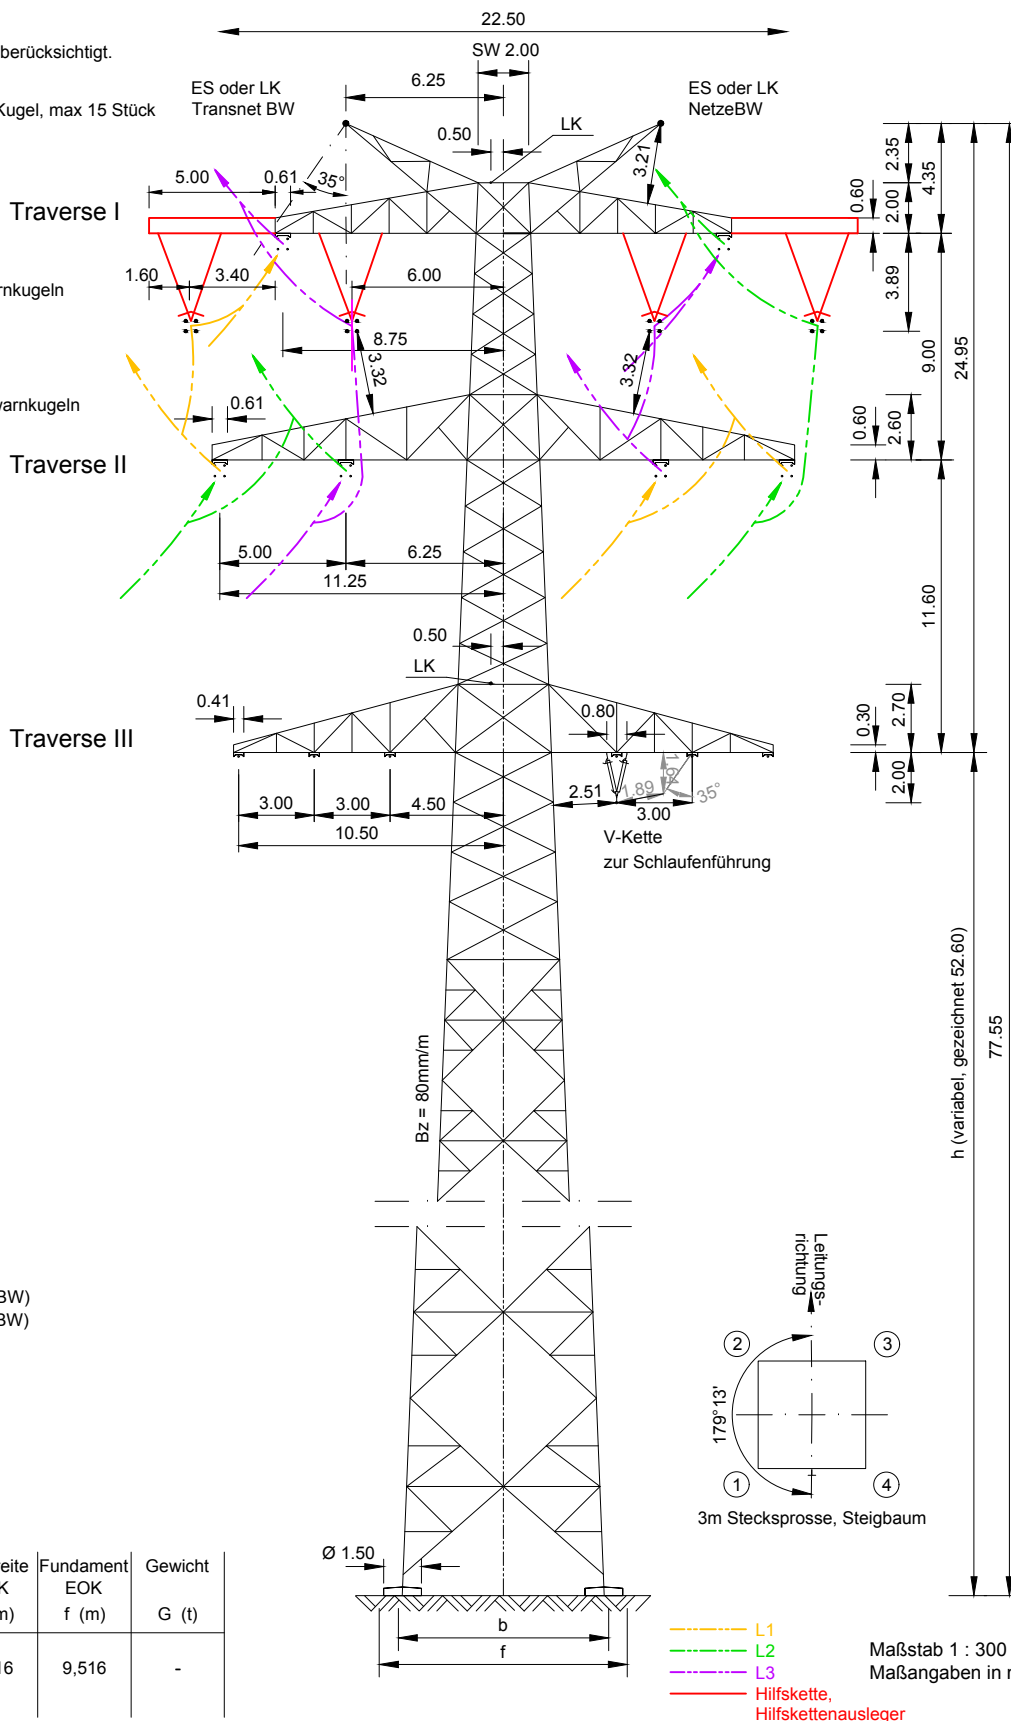 22.50
berücksichtigt.
SW 2.00
6.25
ES oder LK
Transnet BW
ES oder LK
NetzeBW
Kugel, max 15 Stück
0.50
LK
3.21
2.35
4.35
2.00
0.60
35°
5.00
0.61
Traverse I
1.60
3.40
6.00
3.89
8.75
3.32
3.32
9.00
24.95
0.61
0.60
2.60
Traverse II
5.00
6.25
11.25
11.60
0.50
LK
0.41
0.80
0.30
2.70
Traverse III
1.64
1.89
35°
2.51
3.00
2.00
3.00
3.00
4.50
10.50
V-Kette
zur Schlaufenführung
h (variabel, gezeichnet 52.60)
77.55
Bz = 80mm/m
BW)
BW)
Leitungs-
richtung
2
3
179°13'
1
4
3m Stecksprosse, Steigbaum
Ø 1.50
b
f
Fundament
EOK
f (m)
Gewicht
G (t)
9,516
-
L1
L2
L3
Hilfskette,
Hilfskettenausleger
Maßstab 1 : 300
Maßangaben in